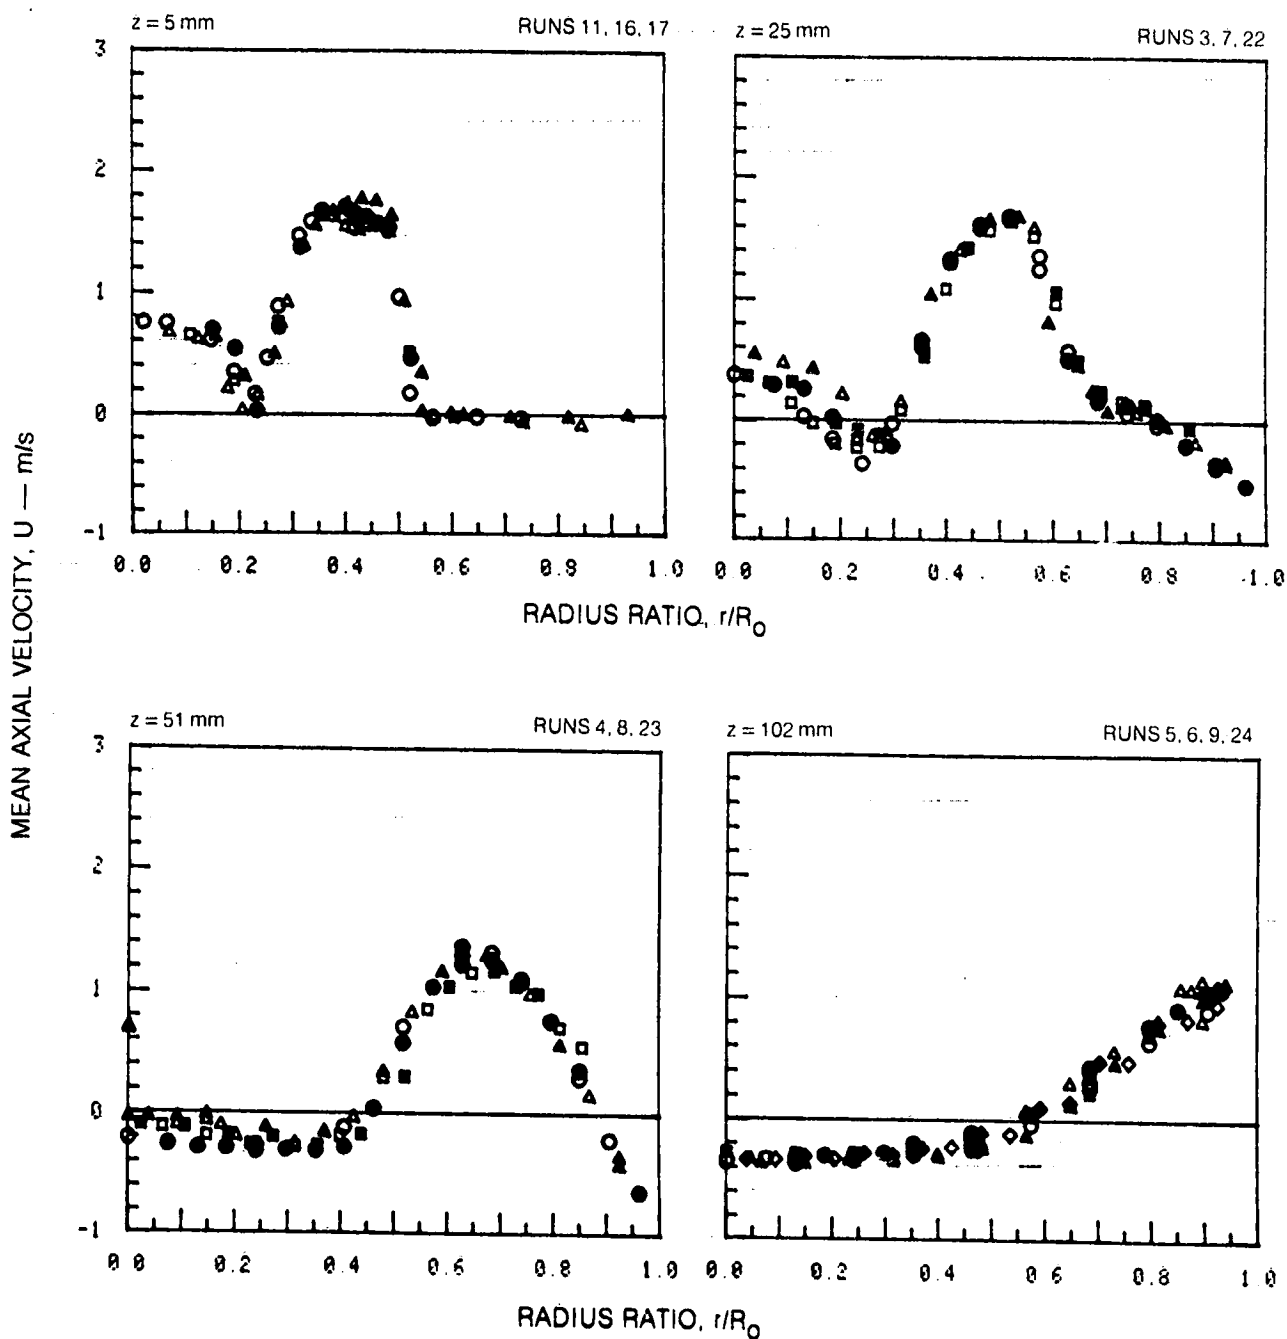 z = 5 mm RUNS 11, 16, 17
z = 25 mm RUNS 3, 7, 22
3
2
1
0
-1
0.0 0.2 0.4 0.6 0.8 1.0
0.0 0.2 0.4 0.6 0.8 1.0
RADIUS RATIO, r/R₀
MEAN AXIAL VELOCITY, U — m/s
z = 51 mm RUNS 4, 8, 23
z = 102 mm RUNS 5, 6, 9, 24
3
2
1
0
-1
0.0 0.2 0.4 0.6 0.8 1.0
0.0 0.2 0.4 0.6 0.8 1.0
RADIUS RATIO, r/R₀